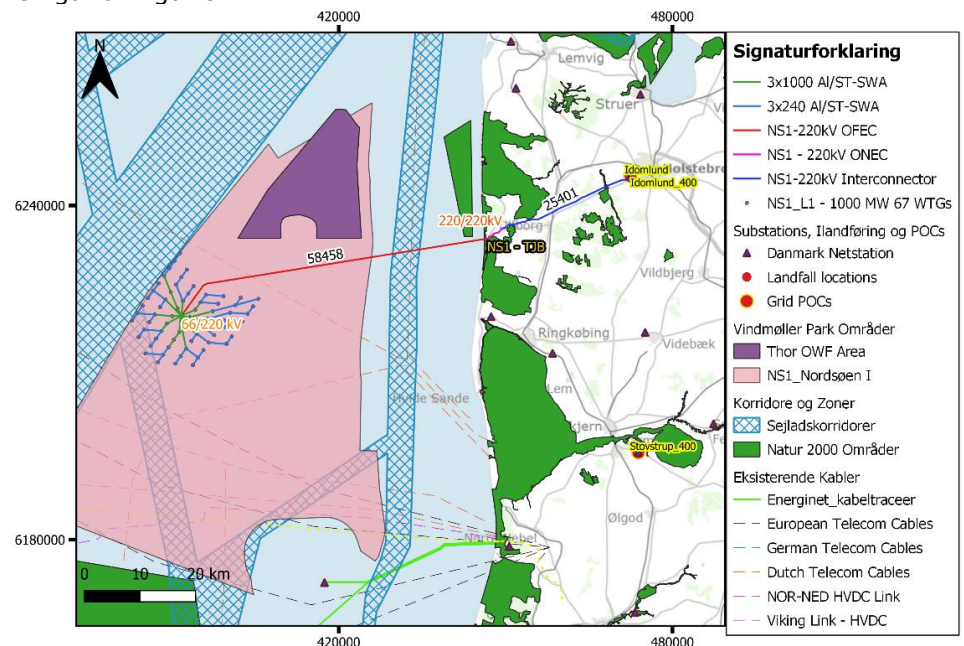 420000
480000
N
6240000
6180000
0 10 20 km
420000
480000
Lemvig
Struer
Idomlund
Holstebro
Idomlund_400
25401
220/220kV
NS1 - TJB
58458
66/220 kV
Vildbjerg
Ringkøbing
Videbæk
Hvide Sande
Lem
Skjern
Stovstrup_400
Ølgod
Nørre Nebel
Signaturforklaring
3x1000 Al/ST-SWA
3x240 Al/ST-SWA
NS1-220kV OFEC
NS1 - 220kV ONEC
NS1-220kV Interconnector
NS1_L1 - 1000 MW 67 WTGs
Substations, Ilandføring og POCs
Danmark Netstation
Landfall locations
Grid POCs
Vindmøller Park Områder
Thor OWF Area
NS1_Nordsøen I
Korridore og Zoner
Sejladskorridorer
Natur 2000 Områder
Eksisterende Kabler
Energinet_kabeltraceer
European Telecom Cables
German Telecom Cables
Dutch Telecom Cables
NOR-NED HVDC Link
Viking Link - HVDC